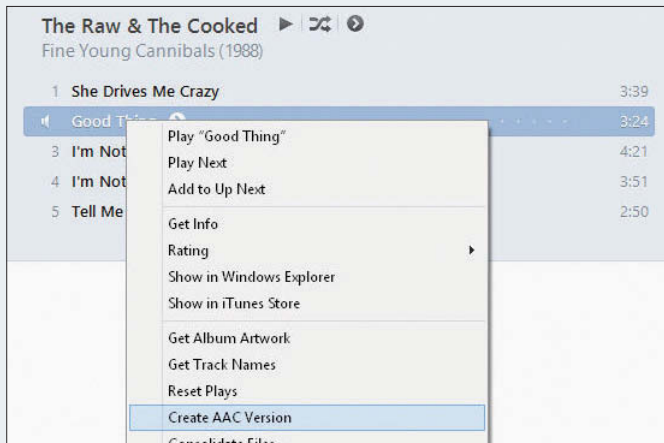 The Raw & The Cooked
Fine Young Cannibals (1988)
1 She Drives Me Crazy 3:39
Good 3:24
3 I'm Not 4:21
4 I'm Not 3:51
5 Tell Me 2:50
Play "Good Thing"
Play Next
Add to Up Next
Get Info
Rating
Show in Windows Explorer
Show in iTunes Store
Get Album Artwork
Get Track Names
Reset Plays
Create AAC Version
Consolidate Files